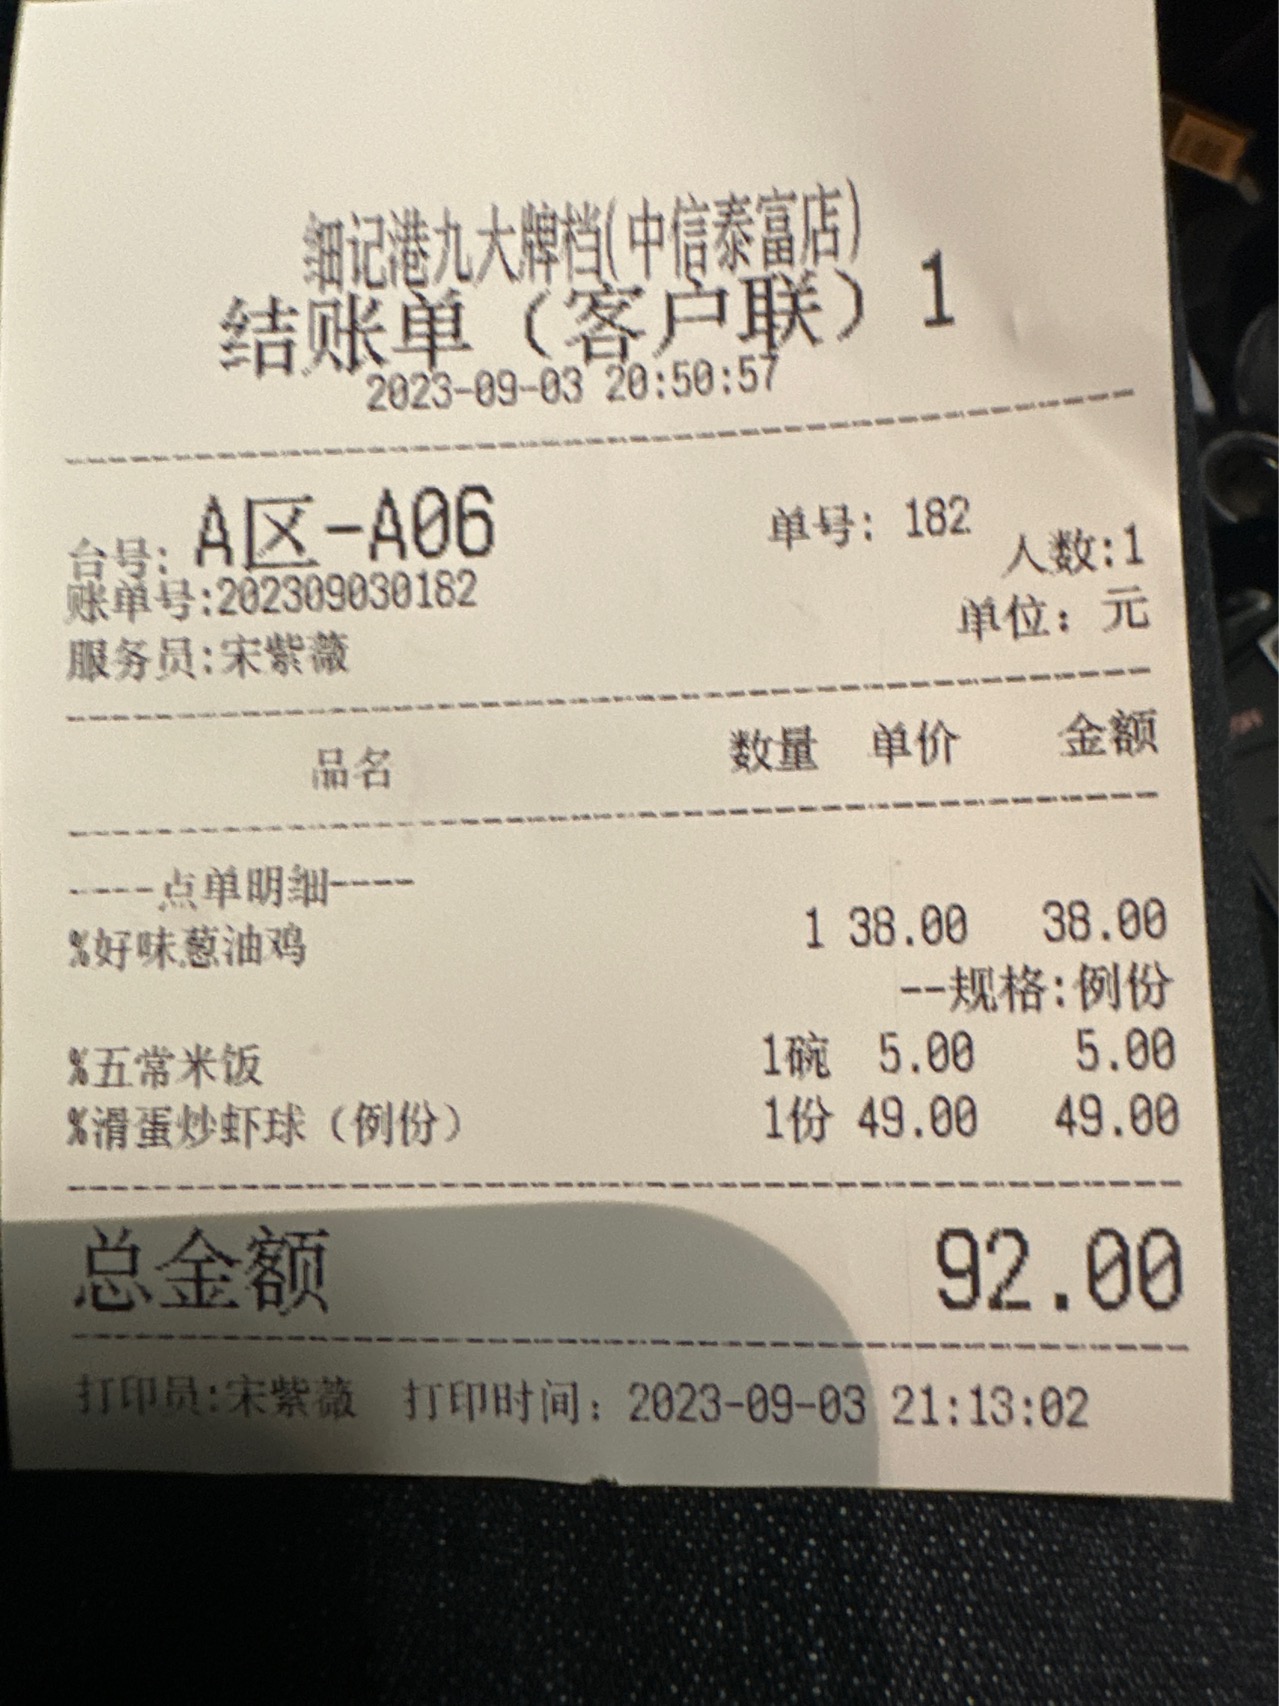 细记港九大牌档(中信泰富店)
结账单（客户联）1
2023-09-03 20:50:57
台号: A区-A06 单号: 182
人数:1
账单号:202309030182
单位: 元
服务员:宋紫薇
品名 数量 单价 金额
----点单明细----
%好味葱油鸡 1 38.00 38.00
--规格:例份
%五常米饭 1碗 5.00 5.00
%滑蛋炒虾球（例份） 1份 49.00 49.00
总金额 92.00
打印员:宋紫薇 打印时间: 2023-09-03 21:13:02